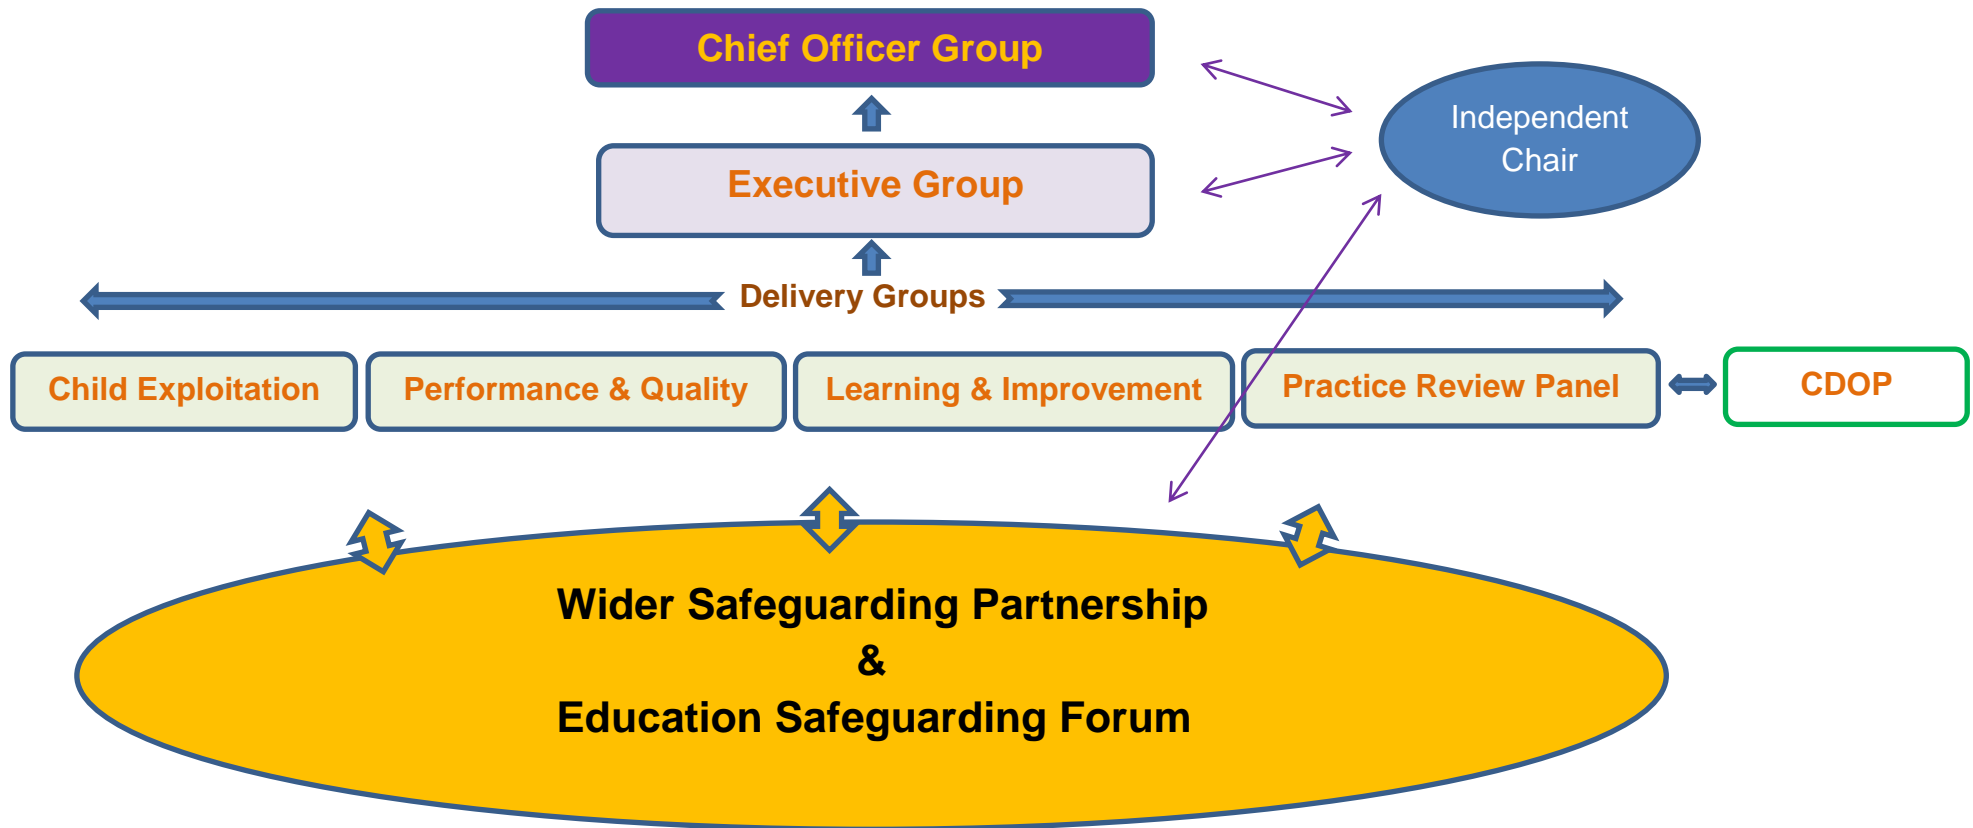 Chief Officer Group
Independent
Chair
Executive Group
Delivery Groups
Child Exploitation
Performance & Quality
Learning & Improvement
Practice Review Panel
CDOP
Wider Safeguarding Partnership
&
Education Safeguarding Forum